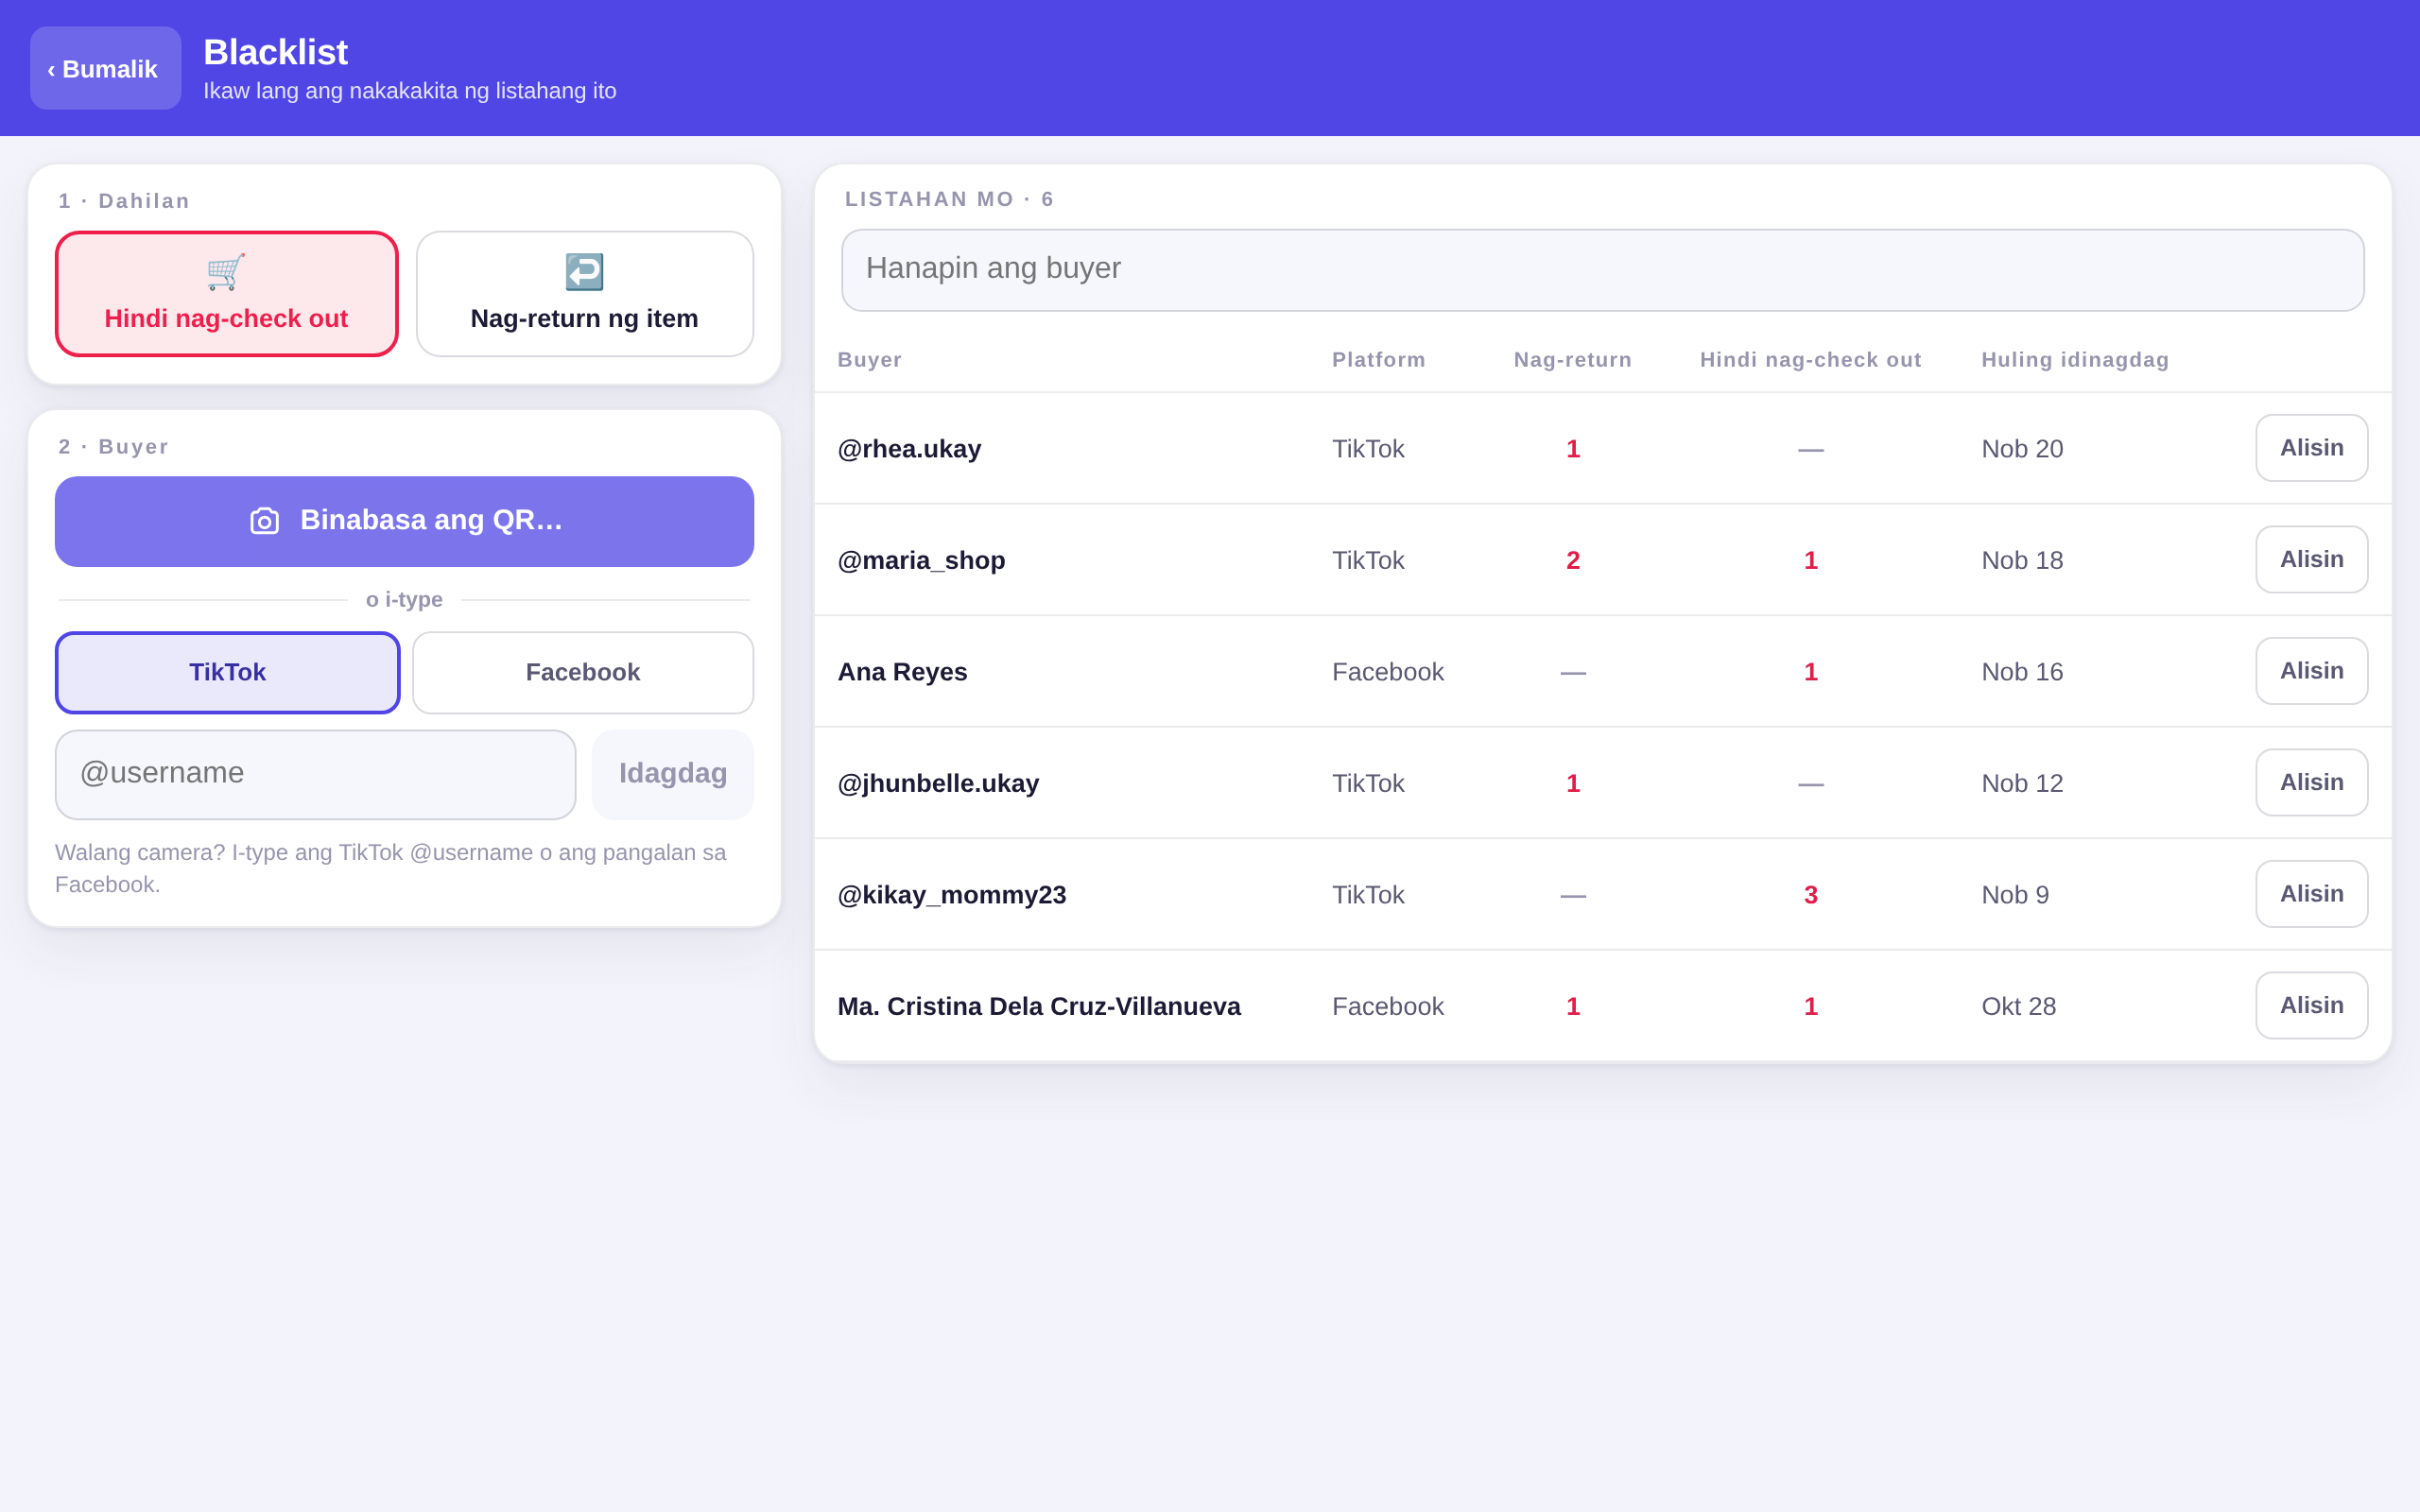 ‹ Bumalik
Blacklist
Ikaw lang ang nakakakita ng listahang ito
1 · Dahilan
Hindi nag-check out
Nag-return ng item
2 · Buyer
Binabasa ang QR…
o i-type
TikTok
Facebook
@username
Idagdag
Walang camera? I-type ang TikTok @username o ang pangalan sa
Facebook.
LISTAHAN MO · 6
Hanapin ang buyer
Buyer Platform Nag-return Hindi nag-check out Huling idinagdag
@rhea.ukay TikTok 1 — Nob 20 Alisin
@maria_shop TikTok 2 1 Nob 18 Alisin
Ana Reyes Facebook — 1 Nob 16 Alisin
@jhunbelle.ukay TikTok 1 — Nob 12 Alisin
@kikay_mommy23 TikTok — 3 Nob 9 Alisin
Ma. Cristina Dela Cruz-Villanueva Facebook 1 1 Okt 28 Alisin